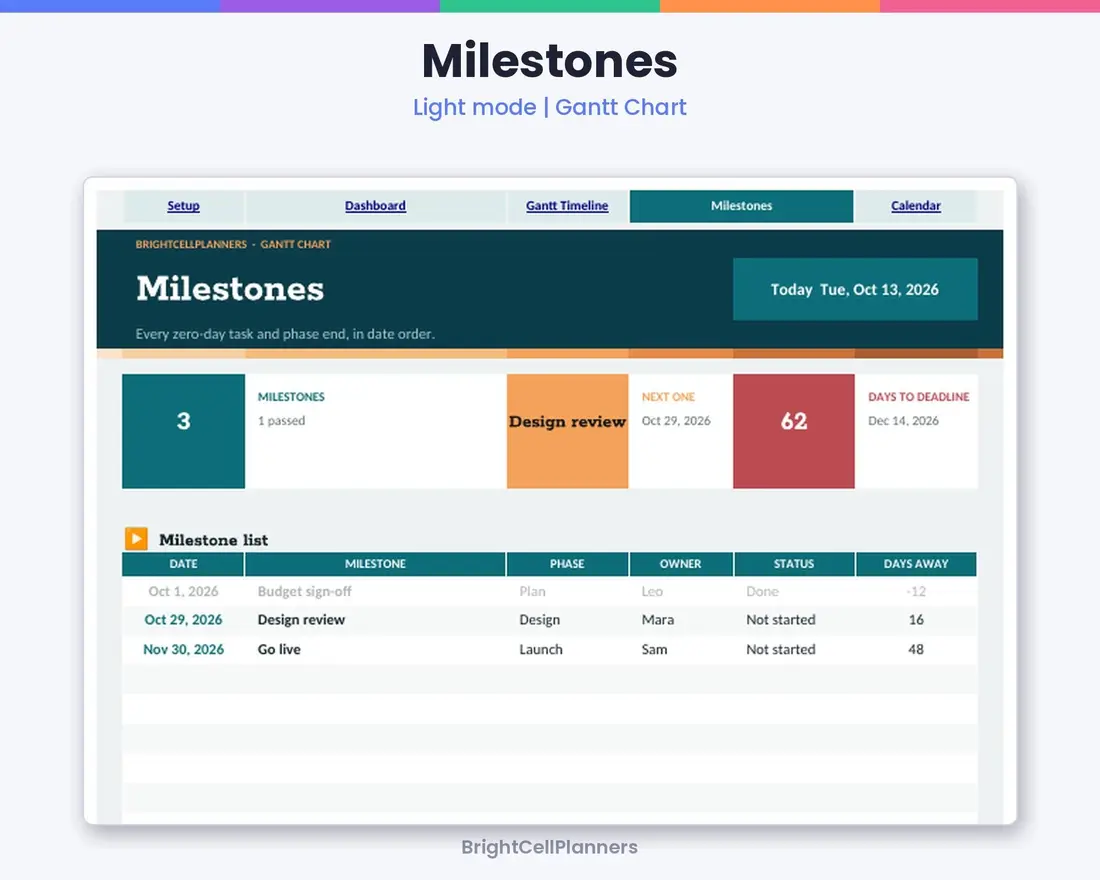 Milestones
Light mode | Gantt Chart
Setup Dashboard Gantt Timeline Milestones Calendar
BRIGHTCELLPLANNERS - GANTT CHART
Milestones
Today Tue, Oct 13, 2026
Every zero-day task and phase end, in date order.
3 MILESTONES Design review NEXT ONE 62 DAYS TO DEADLINE
1 passed Oct 29, 2026 Dec 14, 2026
Milestone list
DATE MILESTONE PHASE OWNER STATUS DAYS AWAY
Oct 1, 2026 Budget sign-off Plan Leo Done -12
Oct 29, 2026 Design review Design Mara Not started 16
Nov 30, 2026 Go live Launch Sam Not started 48
BrightCellPlanners